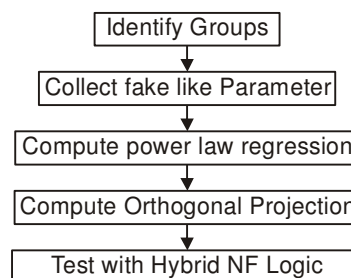 Identify Groups
Collect fake like Parameter
Compute power law regression
Compute Orthogonal Projection
Test with Hybrid NF Logic